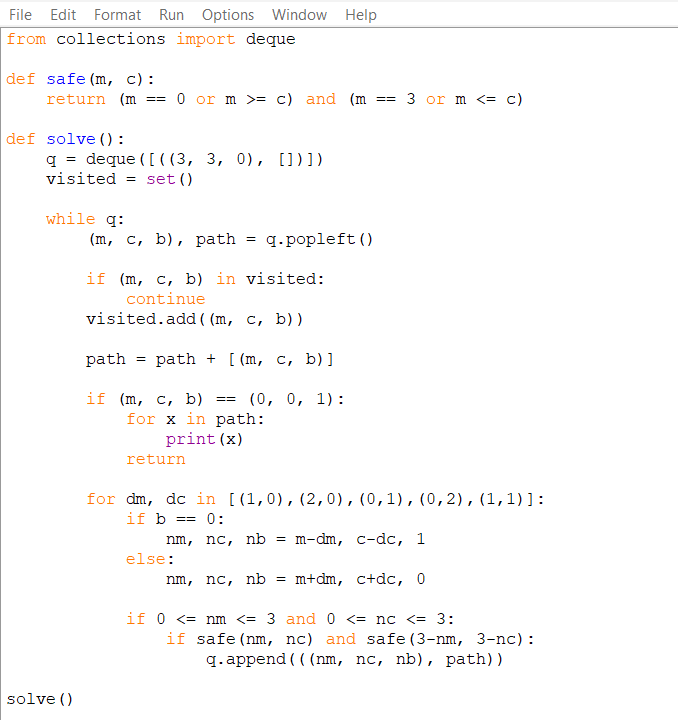 File Edit Format Run Options Window Help
from collections import deque

def safe(m, c):
    return (m == 0 or m >= c) and (m == 3 or m <= c)

def solve():
    q = deque([((3, 3, 0), [])])
    visited = set()

    while q:
        (m, c, b), path = q.popleft()

        if (m, c, b) in visited:
            continue
        visited.add((m, c, b))

        path = path + [(m, c, b)]

        if (m, c, b) == (0, 0, 1):
            for x in path:
                print(x)
            return

        for dm, dc in [(1,0),(2,0),(0,1),(0,2),(1,1)]:
            if b == 0:
                nm, nc, nb = m-dm, c-dc, 1
            else:
                nm, nc, nb = m+dm, c+dc, 0

            if 0 <= nm <= 3 and 0 <= nc <= 3:
                if safe(nm, nc) and safe(3-nm, 3-nc):
                    q.append(((nm, nc, nb), path))

solve()